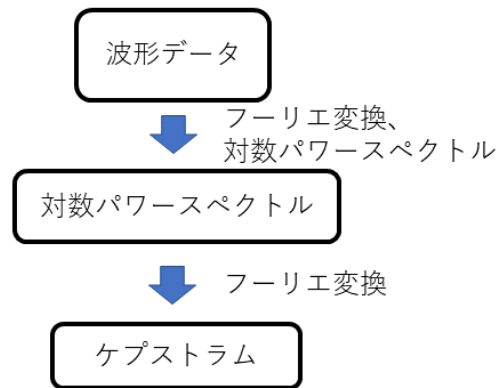 波形データ
フーリエ変換、
対数パワースペクトル
対数パワースペクトル
フーリエ変換
ケプストラム